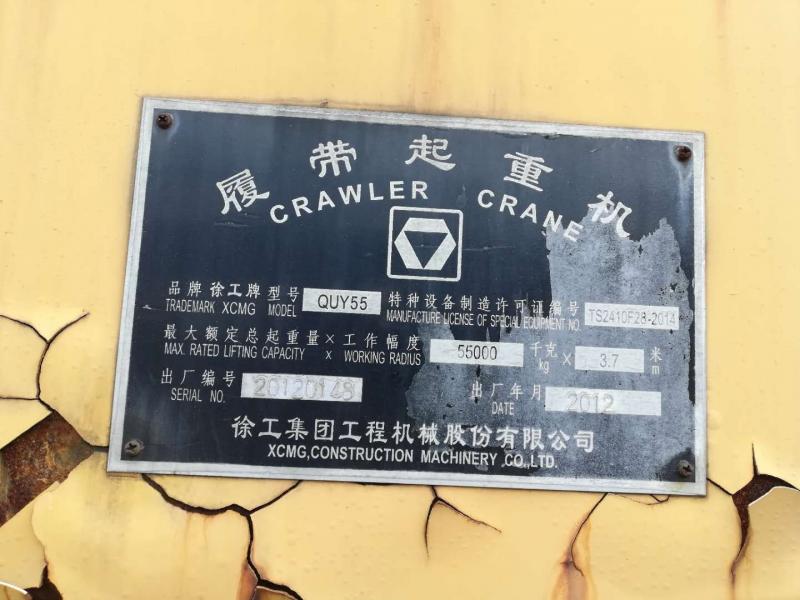 履带起重机
CRAWLER CRANE
品牌 徐工牌 型号 QUY55 特种设备制造许可证编号 TS2410F28-2014
TRADEMARK XCMG MODEL MANUFACTURE LICENSE OF SPECIAL EQUIPMENT NO.
最大额定总起重量 × 工作幅度 55000 千克 × 3.7 米
MAX. RATED LIFTING CAPACITY x WORKING RADIUS kg m
出厂编号 20120148 出厂年月 2012
SERIAL NO. DATE
徐工集团工程机械股份有限公司
XCMG,CONSTRUCTION MACHINERY CO.,LTD.